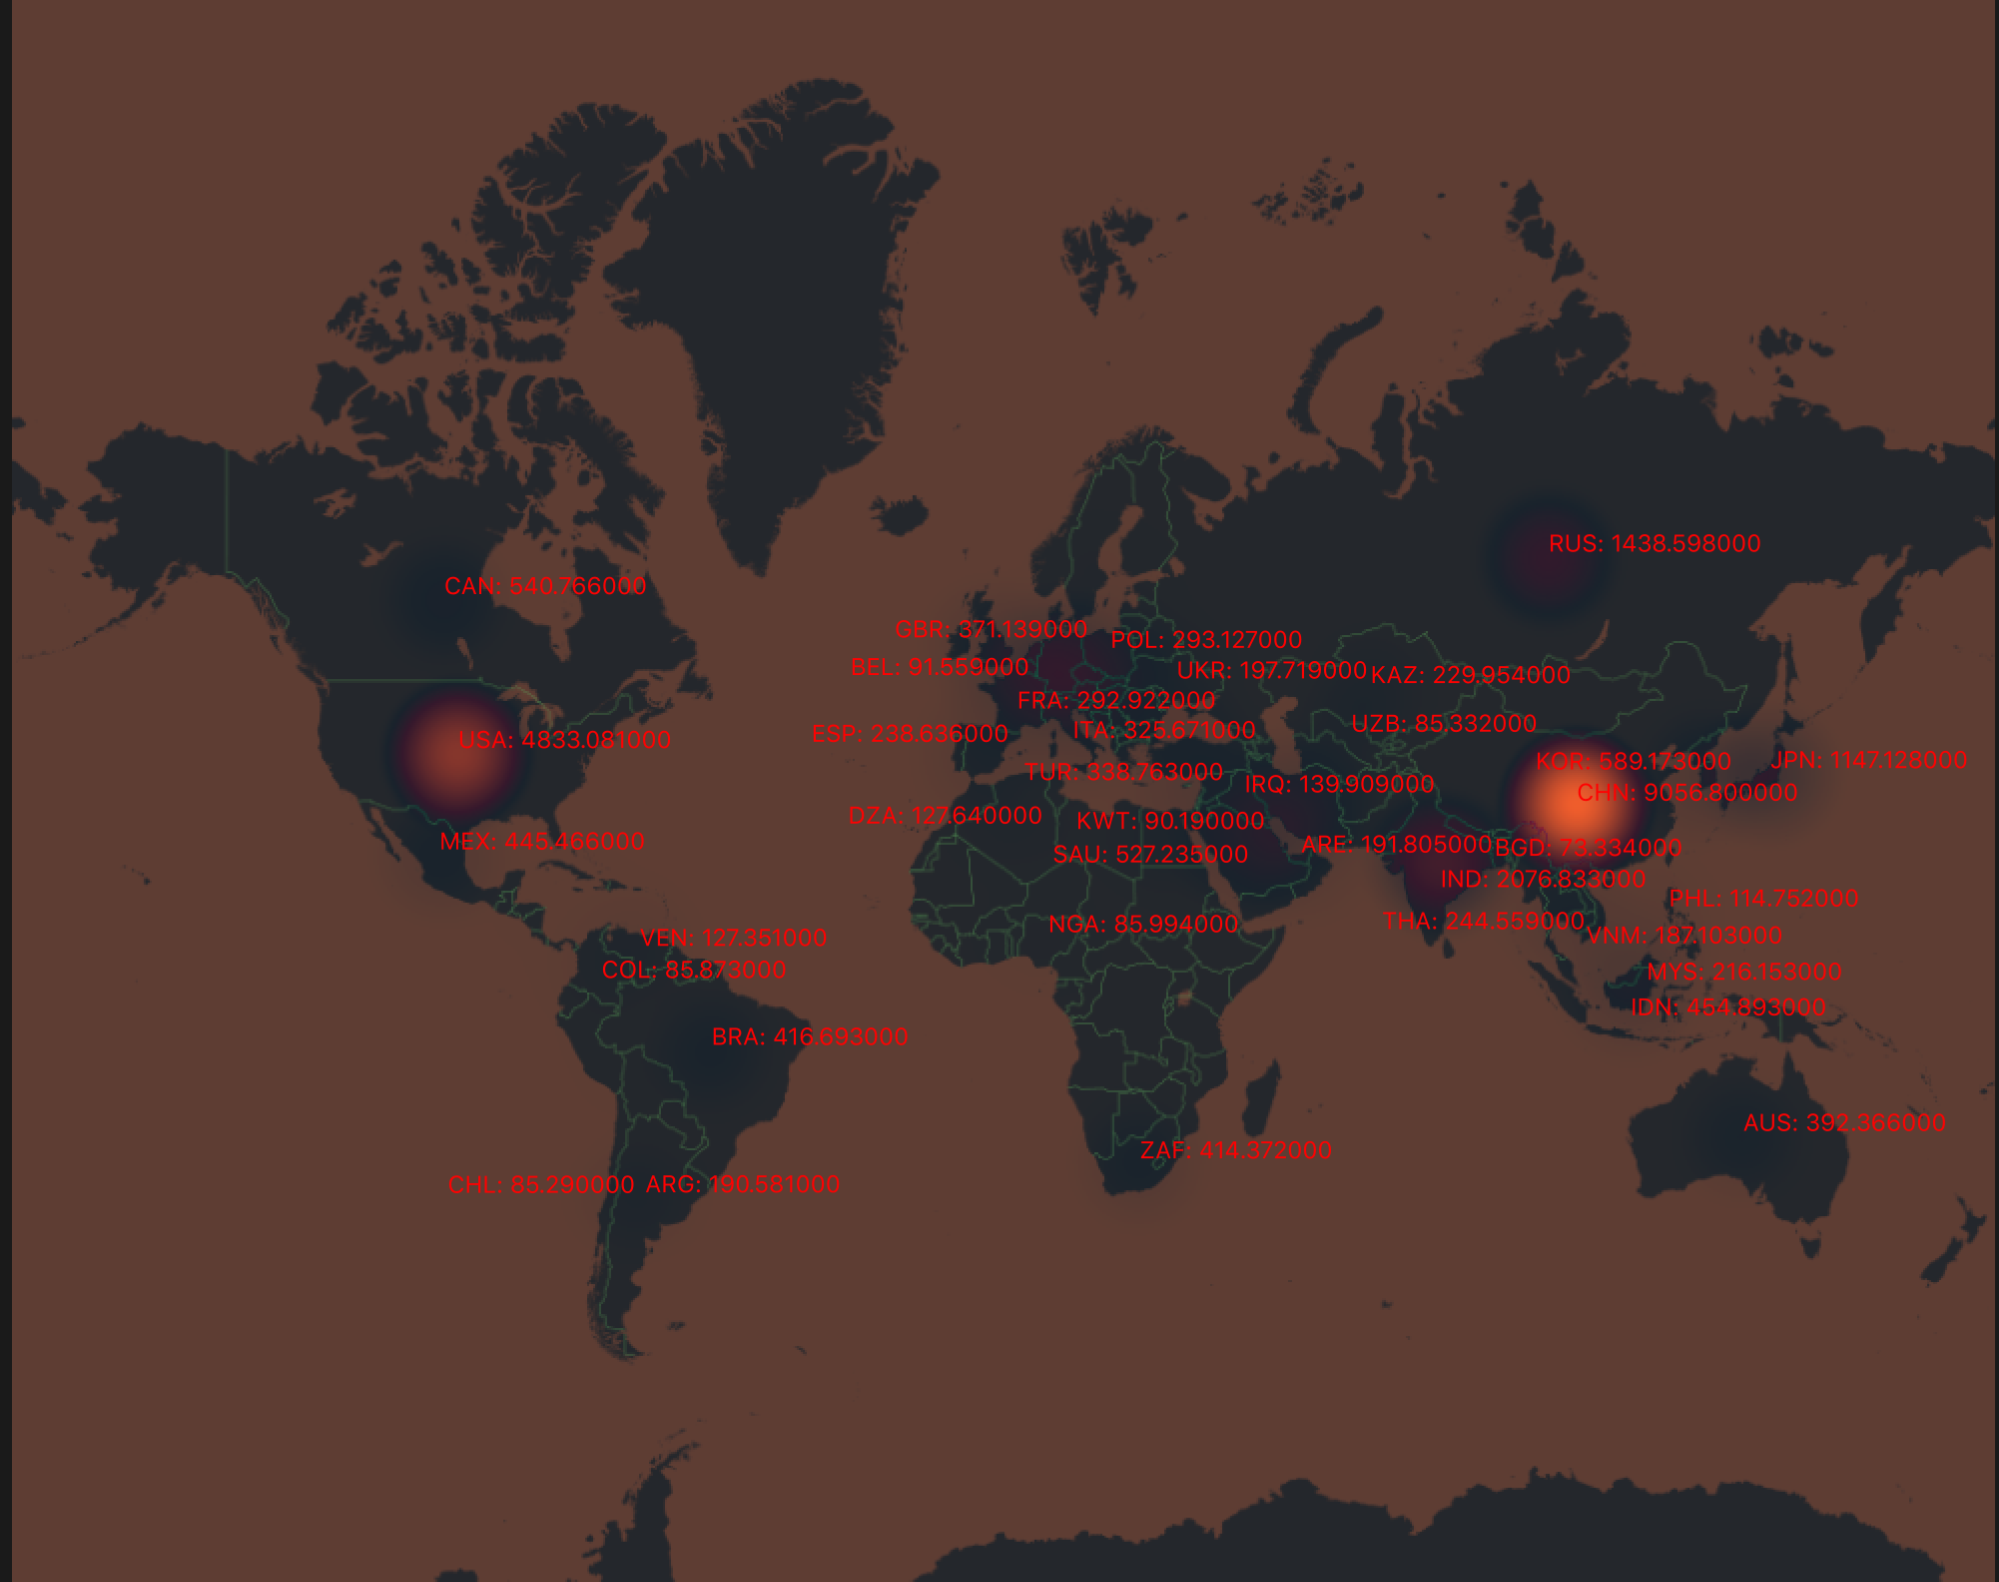 RUS: 1438.598000
CAN: 540.766000
GBR: 371.139000
POL: 293.127000
BEL: 91.559000
UKR: 197.719000
KAZ: 229.954000
FRA: 292.922000
UZB: 85.332000
ESP: 238.636000
ITA: 325.671000
USA: 4833.081000
KOR: 589.173000
JPN: 1147.128000
TUR: 338.763000
IRQ: 139.909000
CHN: 9056.800000
DZA: 127.640000
KWT: 90.190000
MEX: 445.466000
SAU: 527.235000
ARE: 191.805000
BGD: 73.334000
IND: 2076.833000
PHL: 114.752000
NGA: 85.994000
THA: 244.559000
VEN: 127.351000
VNM: 187.103000
COL: 85.873000
MYS: 216.153000
IDN: 454.893000
BRA: 416.693000
AUS: 392.366000
ZAF: 414.372000
CHL: 85.290000
ARG: 190.581000